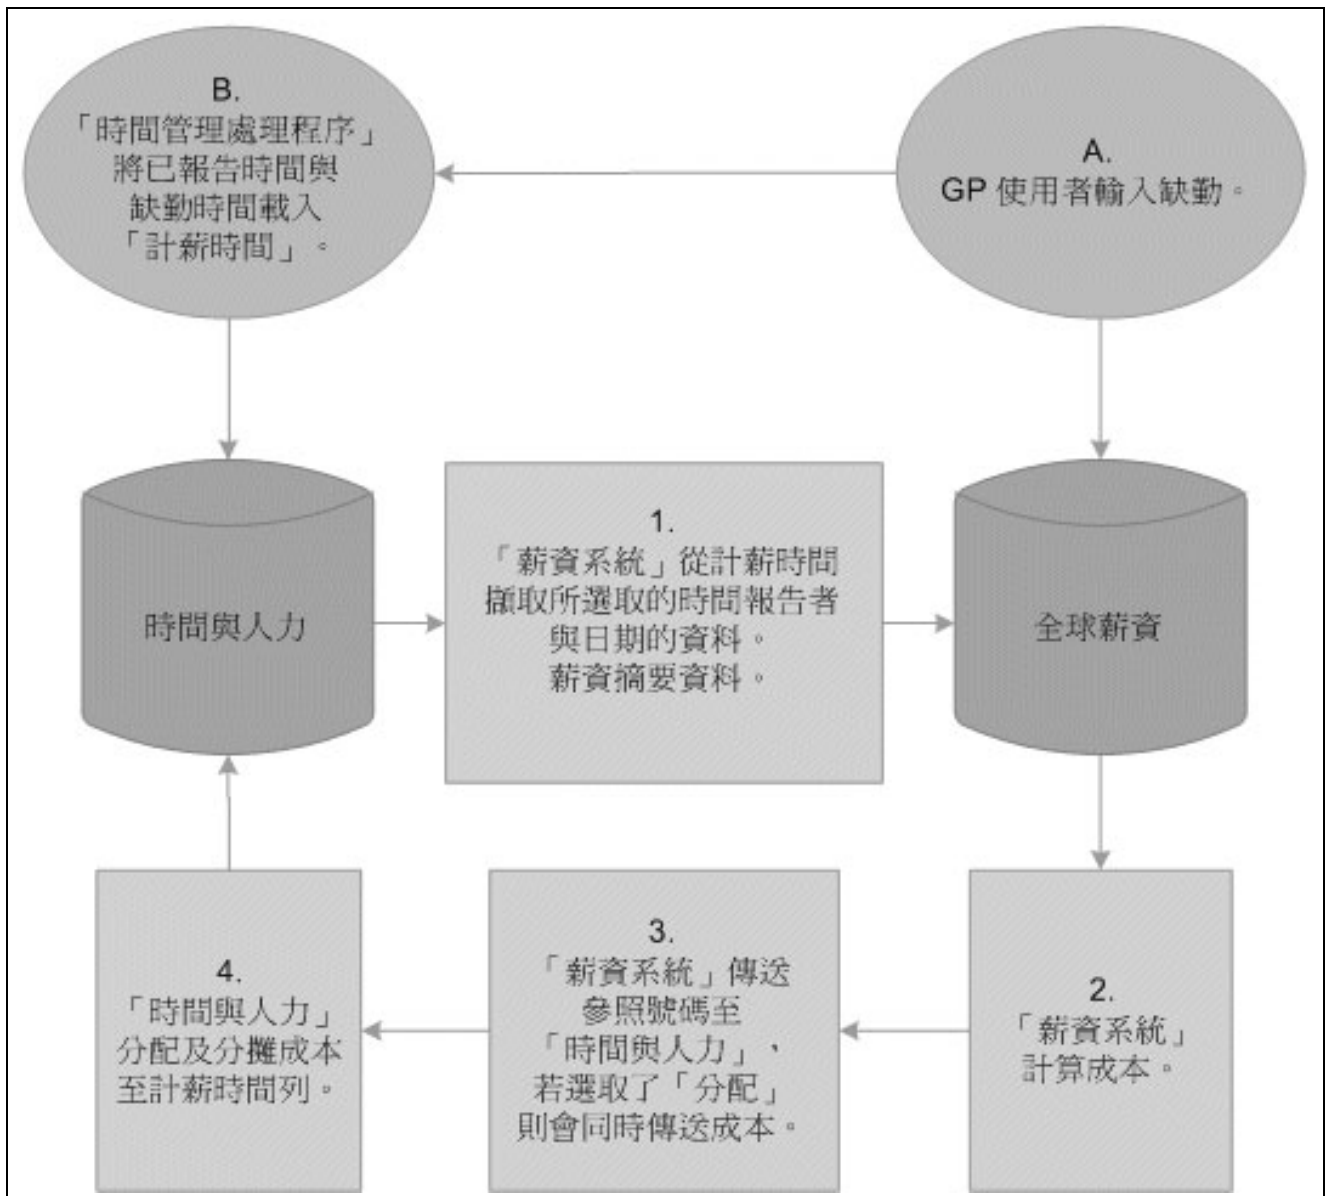 B.
「時間管理處理程序」
將已報告時間與
缺勤時間載入
「計薪時間」。
A.
GP 使用者輸入缺勤。
時間與人力
1.
「薪資系統」從計薪時間
擷取所選取的時間報告者
與日期的資料。
薪資摘要資料。
全球薪資
4.
「時間與人力」
分配及分攤成本
至計薪時間列。
3.
「薪資系統」傳送
參照號碼至
「時間與人力」、
若選取了「分配」
則會同時傳送成本。
2.
「薪資系統」
計算成本。